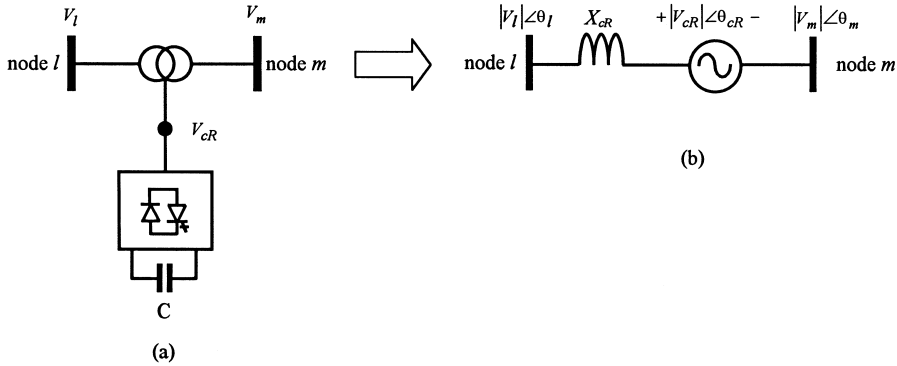 V_l
V_m
node l
node m
V_cR
C
(a)
|V_l|∠θ_l
X_cR
+|V_cR|∠θ_cR −
|V_m|∠θ_m
node l
node m
(b)